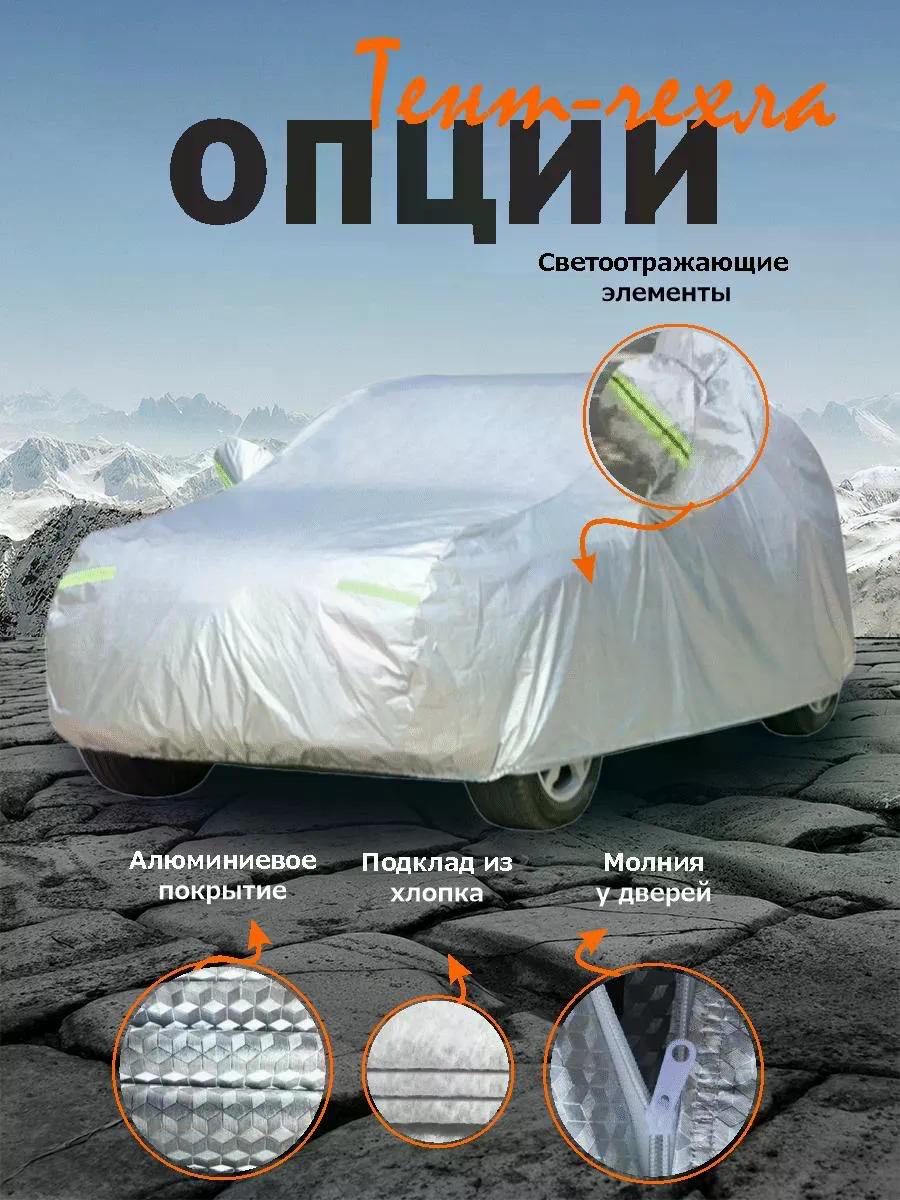 Тент-чехла
опции
Светоотражающие
элементы
Алюминиевое
покрытие
Подклад из
хлопка
Молния
у дверей